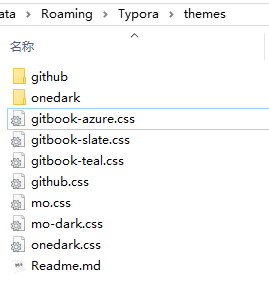 ata > Roaming > Typora > themes
名称
github
onedark
gitbook-azure.css
gitbook-slate.css
gitbook-teal.css
github.css
mo.css
mo-dark.css
onedark.css
Readme.md